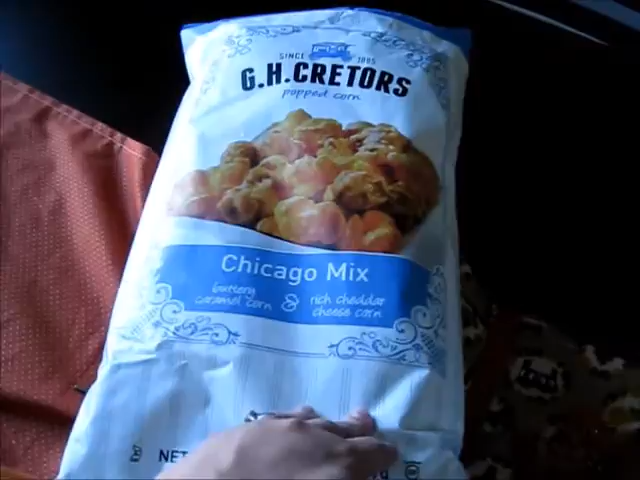 SINCE 1885
G.H.CRETORS
popped corn
Chicago Mix
buttery caramel corn & rich cheddar cheese corn
NET